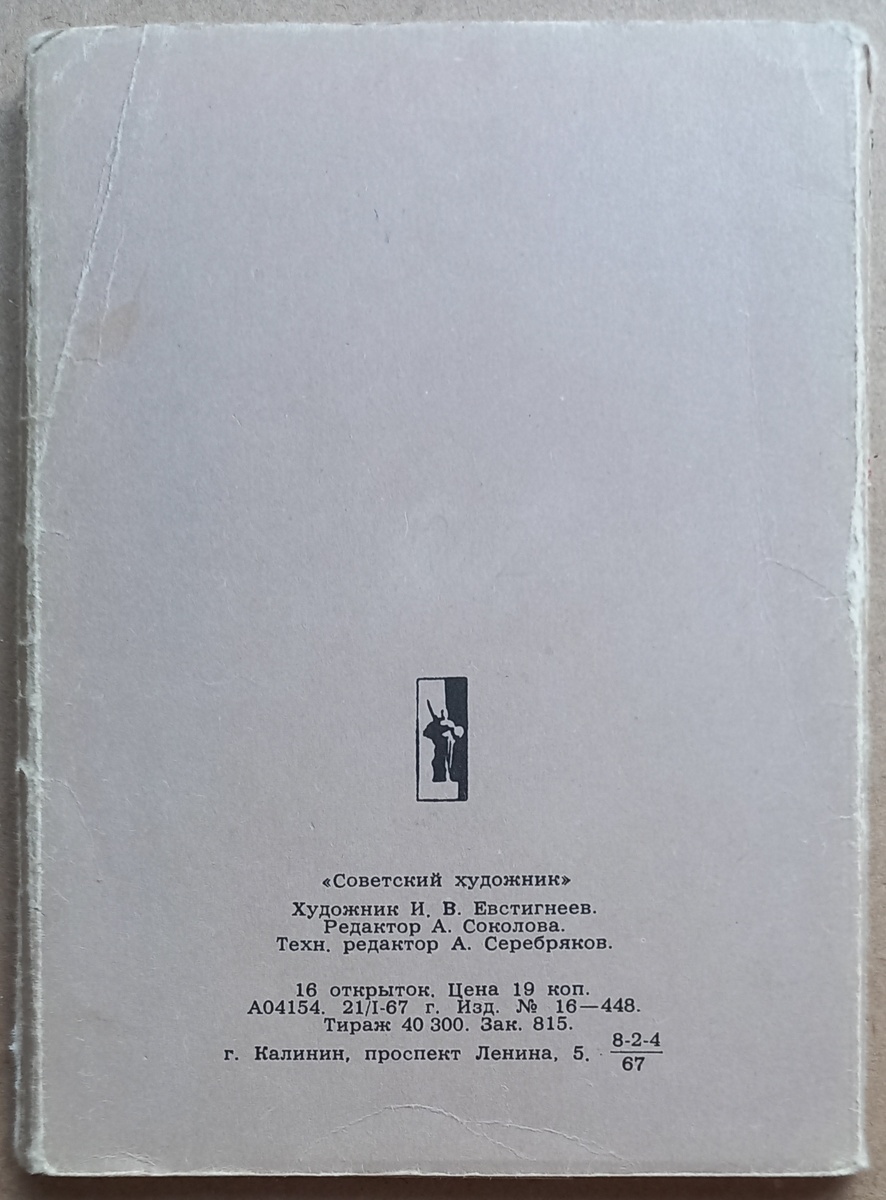 «Советский художник»
Художник И. В. Евстигнеев.
Редактор А. Соколова.
Техн. редактор А. Серебряков.
16 открыток. Цена 19 коп.
А04154. 21/I-67 г. Изд. № 16—448.
Тираж 40 300. Зак. 815.
г. Калинин, проспект Ленина, 5.
8-2-4
67